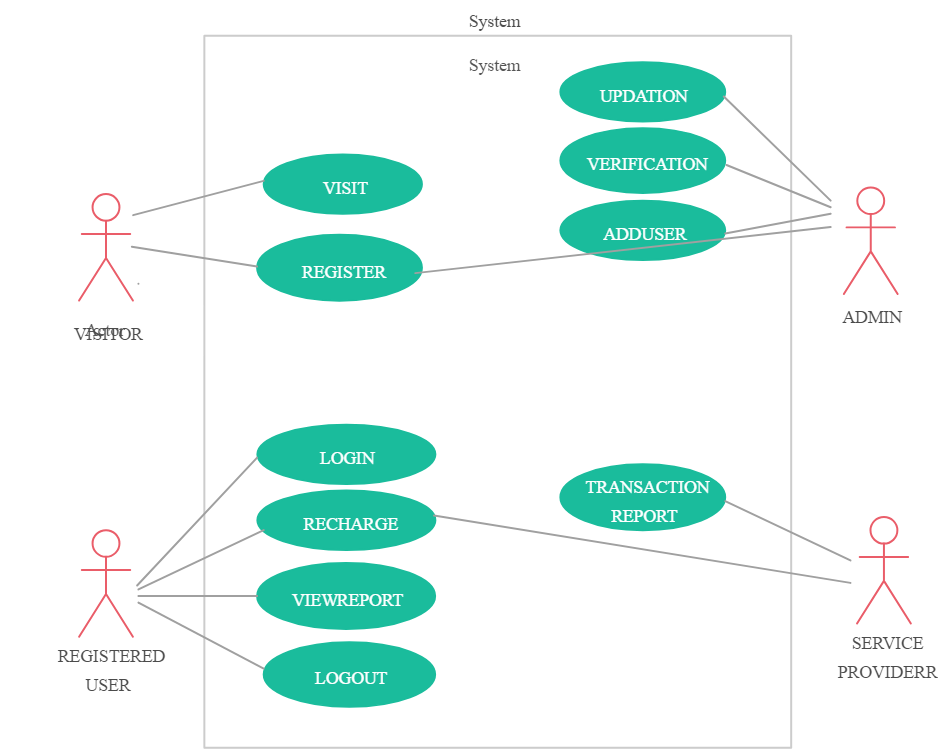 System
System
UPDATION
VERIFICATION
VISIT
ADDUSER
REGISTER
ADMIN
Actor
VISITOR
LOGIN
TRANSACTION
REPORT
RECHARGE
VIEWREPORT
SERVICE
PROVIDERR
REGISTERED
USER
LOGOUT